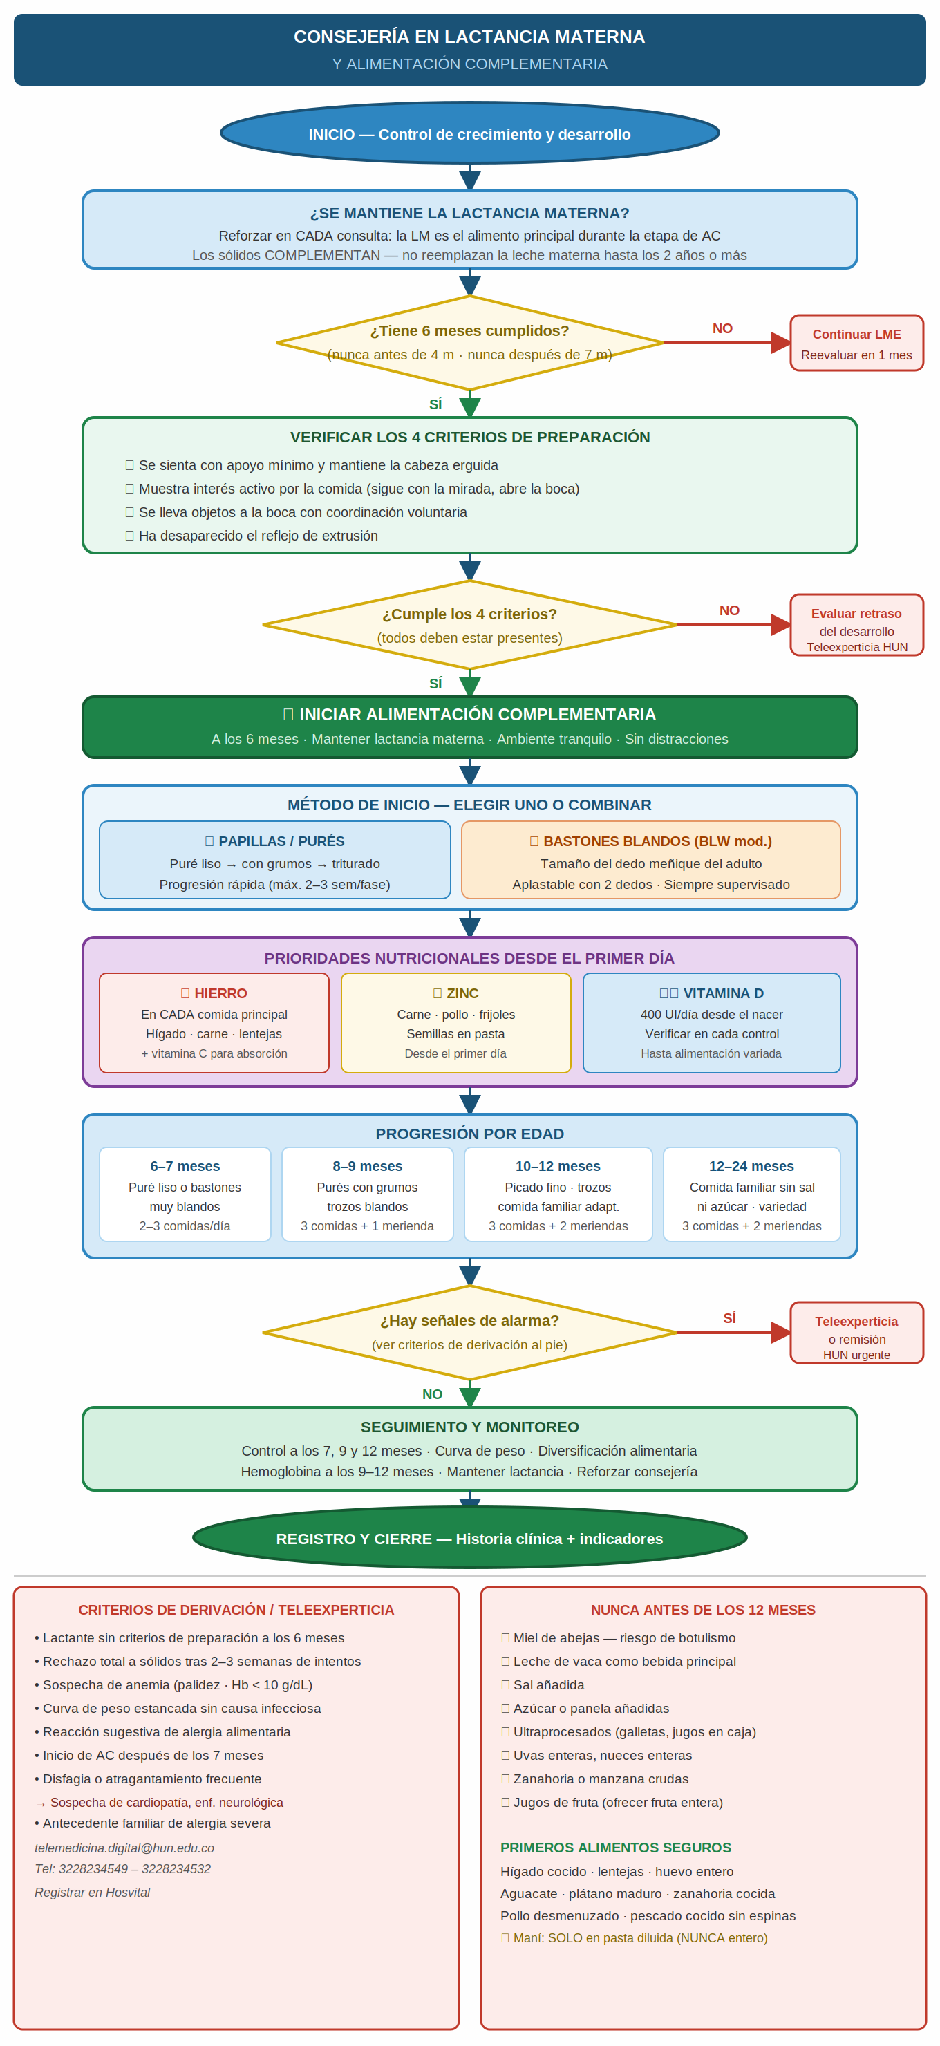 CONSEJERÍA EN LACTANCIA MATERNA
Y ALIMENTACIÓN COMPLEMENTARIA
INICIO — Control de crecimiento y desarrollo
¿SE MANTIENE LA LACTANCIA MATERNA?
Reforzar en CADA consulta: la LM es el alimento principal durante la etapa de AC
Los sólidos COMPLEMENTAN — no reemplazan la leche materna hasta los 2 años o más
¿Tiene 6 meses cumplidos?
(nunca antes de 4 m · nunca después de 7 m)
NO
Continuar LME
Reevaluar en 1 mes
SÍ
VERIFICAR LOS 4 CRITERIOS DE PREPARACIÓN
Se sienta con apoyo mínimo y mantiene la cabeza erguida
Muestra interés activo por la comida (sigue con la mirada, abre la boca)
Se lleva objetos a la boca con coordinación voluntaria
Ha desaparecido el reflejo de extrusión
¿Cumple los 4 criterios?
(todos deben estar presentes)
NO
Evaluar retraso
del desarrollo
Teleexperticia HUN
SÍ
INICIAR ALIMENTACIÓN COMPLEMENTARIA
A los 6 meses · Mantener lactancia materna · Ambiente tranquilo · Sin distracciones
MÉTODO DE INICIO — ELEGIR UNO O COMBINAR
PAPILLAS / PURÉS
Puré liso → con grumos → triturado
Progresión rápida (máx. 2–3 sem/fase)
BASTONES BLANDOS (BLW mod.)
Tamaño del dedo meñique del adulto
Aplastable con 2 dedos · Siempre supervisado
PRIORIDADES NUTRICIONALES DESDE EL PRIMER DÍA
HIERRO
En CADA comida principal
Hígado · carne · lentejas
+ vitamina C para absorción
ZINC
Carne · pollo · frijoles
Semillas en pasta
Desde el primer día
VITAMINA D
400 UI/día desde el nacer
Verificar en cada control
Hasta alimentación variada
PROGRESIÓN POR EDAD
6–7 meses
Puré liso o bastones
muy blandos
2–3 comidas/día
8–9 meses
Purés con grumos
trozos blandos
3 comidas + 1 merienda
10–12 meses
Picado fino · trozos
comida familiar adapt.
3 comidas + 2 meriendas
12–24 meses
Comida familiar sin sal
ni azúcar · variedad
3 comidas + 2 meriendas
¿Hay señales de alarma?
(ver criterios de derivación al pie)
SÍ
Teleexperticia
o remisión
HUN urgente
NO
SEGUIMIENTO Y MONITOREO
Control a los 7, 9 y 12 meses · Curva de peso · Diversificación alimentaria
Hemoglobina a los 9–12 meses · Mantener lactancia · Reforzar consejería
REGISTRO Y CIERRE — Historia clínica + indicadores
CRITERIOS DE DERIVACIÓN / TELEEXPERTICIA
• Lactante sin criterios de preparación a los 6 meses
• Rechazo total a sólidos tras 2–3 semanas de intentos
• Sospecha de anemia (palidez · Hb < 10 g/dL)
• Curva de peso estancada sin causa infecciosa
• Reacción sugestiva de alergia alimentaria
• Inicio de AC después de los 7 meses
• Disfagia o atragantamiento frecuente
→ Sospecha de cardiopatía, enf. neurológica
• Antecedente familiar de alergia severa
telemedicina.digital@hun.edu.co
Tel: 3228234549 – 3228234532
Registrar en Hosvital
NUNCA ANTES DE LOS 12 MESES
Miel de abejas — riesgo de botulismo
Leche de vaca como bebida principal
Sal añadida
Azúcar o panela añadidas
Ultraprocesados (galletas, jugos en caja)
Uvas enteras, nueces enteras
Zanahoria o manzana crudas
Jugos de fruta (ofrecer fruta entera)
PRIMEROS ALIMENTOS SEGUROS
Hígado cocido · lentejas · huevo entero
Aguacate · plátano maduro · zanahoria cocida
Pollo desmenuzado · pescado cocido sin espinas
Maní: SOLO en pasta diluida (NUNCA entero)